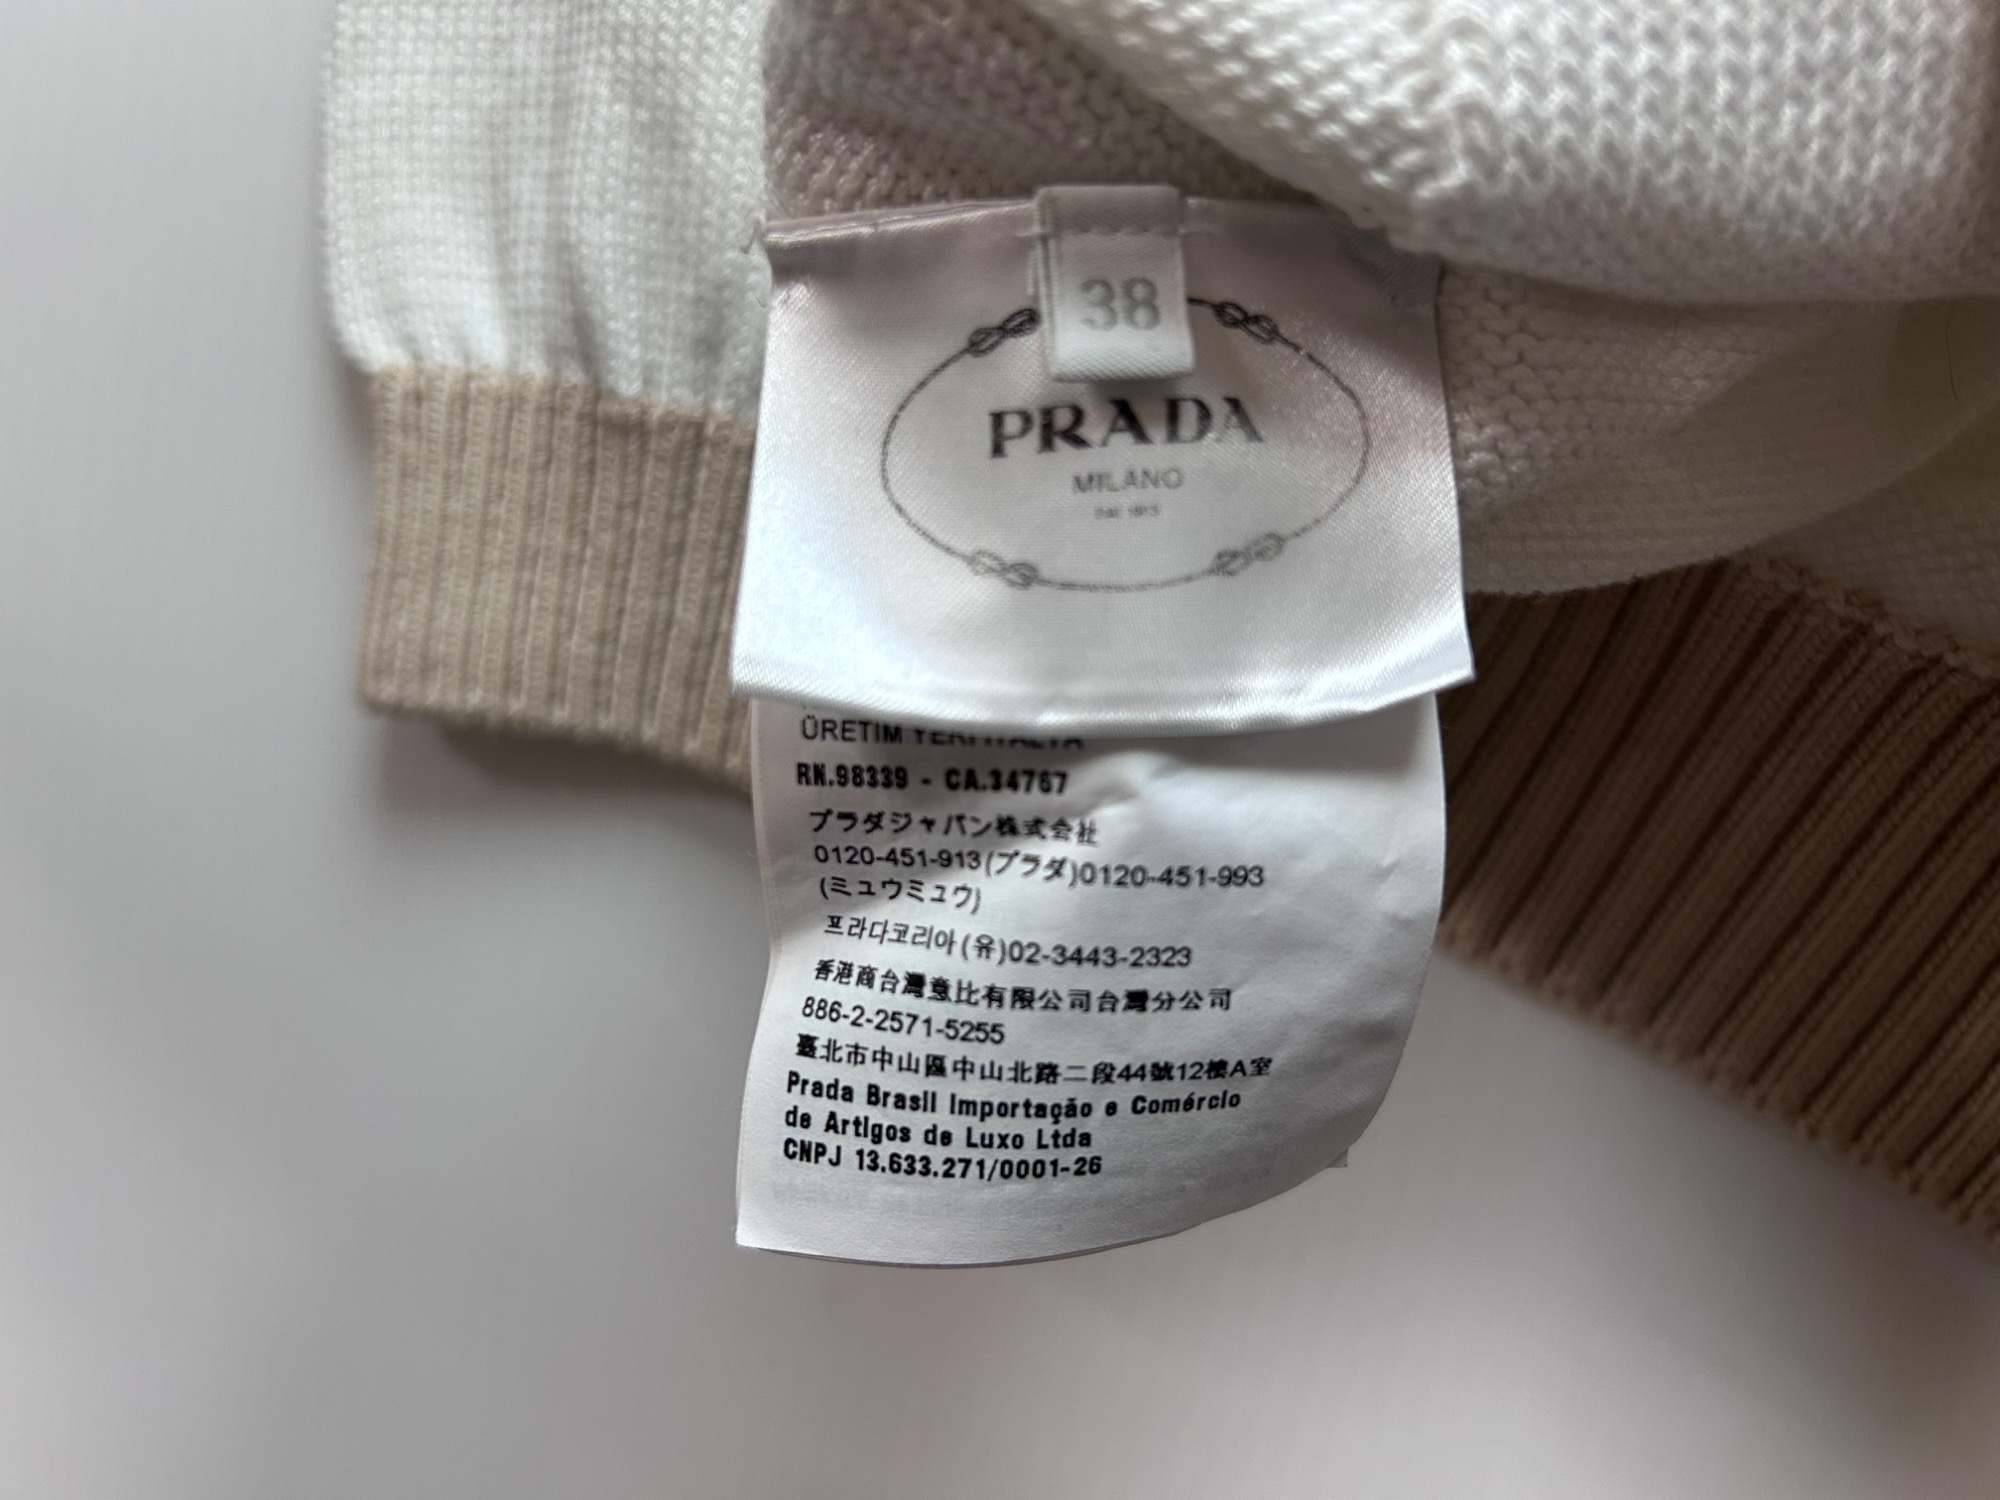 38
PRADA
MILANO
Dal 1913
ÜRETIM YERI ITALYA
RN.98339 - CA.34767
プラダジャパン株式会社
0120-451-913(プラダ)0120-451-993
(ミュウミュウ)
프라다코리아(유)02-3443-2323
香港商台灣意比有限公司台灣分公司
886-2-2571-5255
臺北市中山區中山北路二段44號12樓A室
Prada Brasil Importação e Comércio
de Artigos de Luxo Ltda
CNPJ 13.633.271/0001-26